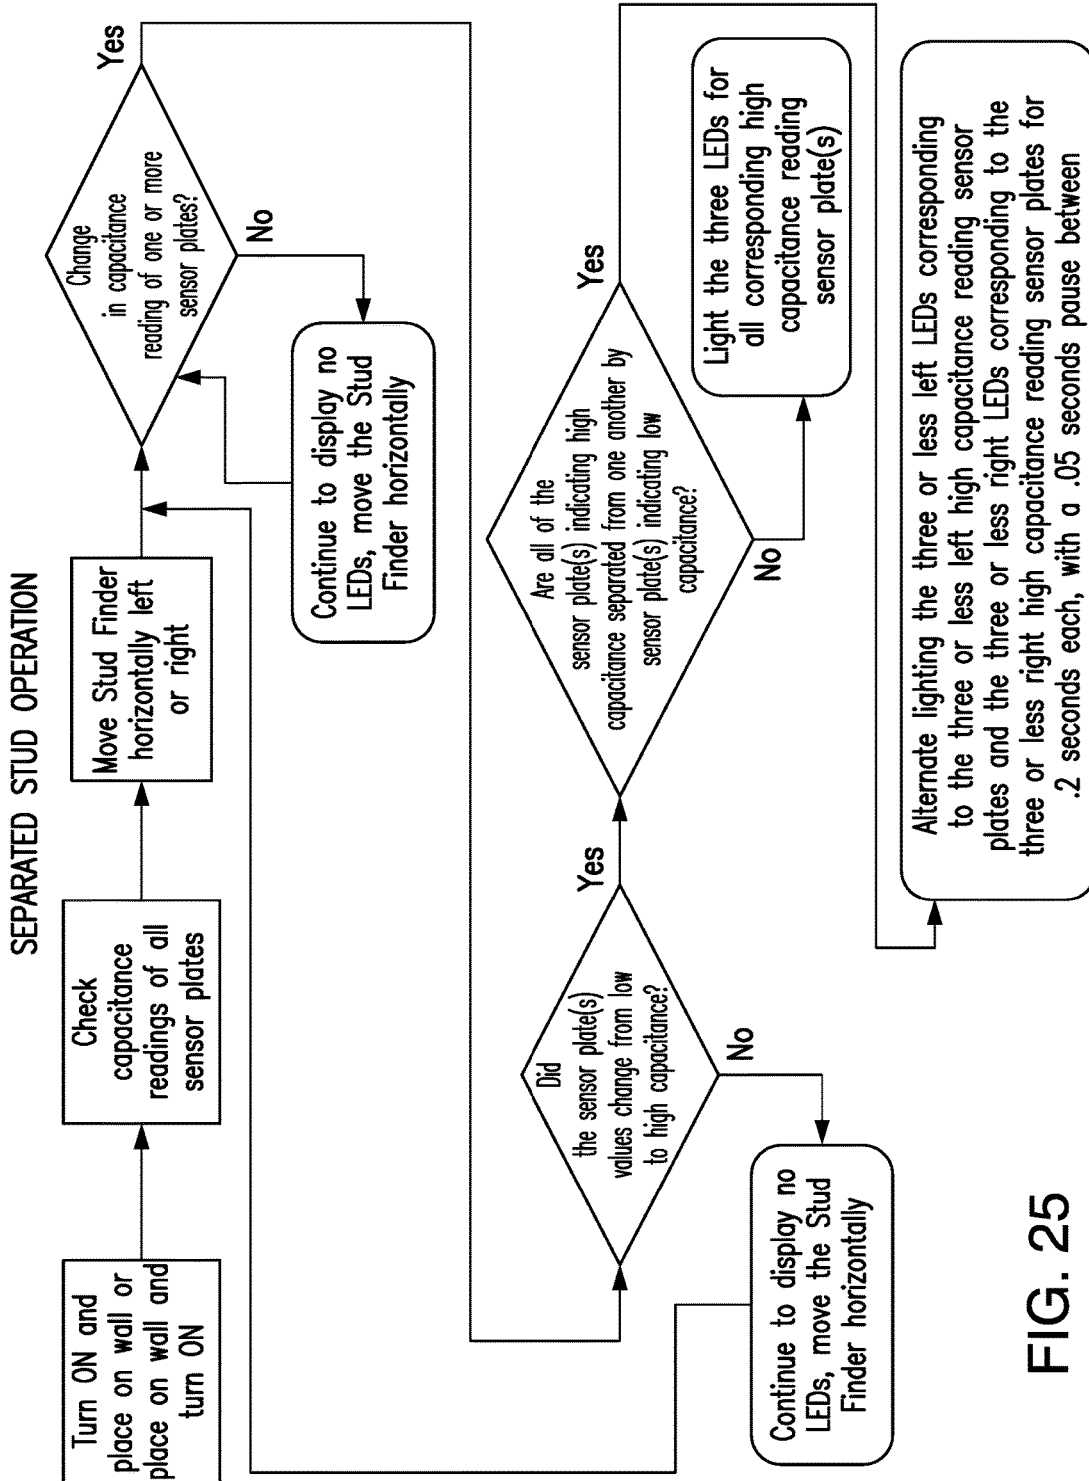 SEPARATED STUD OPERATION
Turn ON and
place on wall or
place on wall and
turn ON
Check
capacitance
readings of all
sensor plates
Move Stud Finder
horizontally left
or right
Change
in capacitance
reading of one or more
sensor plates?
Yes
No
Continue to display no
LEDs, move the Stud
Finder horizontally
Did
the sensor plate(s)
values change from low
to high capacitance?
Yes
No
Continue to display no
LEDs, move the Stud
Finder horizontally
Are all of the
sensor plate(s) indicating high
capacitance separated from one another by
sensor plate(s) indicating low
capacitance?
Yes
No
Light the three LEDs for
all corresponding high
capacitance reading
sensor plate(s)
Alternate lighting the three or less left LEDs corresponding
to the three or less left high capacitance reading sensor
plates and the three or less right LEDs corresponding to the
three or less right high capacitance reading sensor plates for
.2 seconds each, with a .05 seconds pause between
FIG. 25